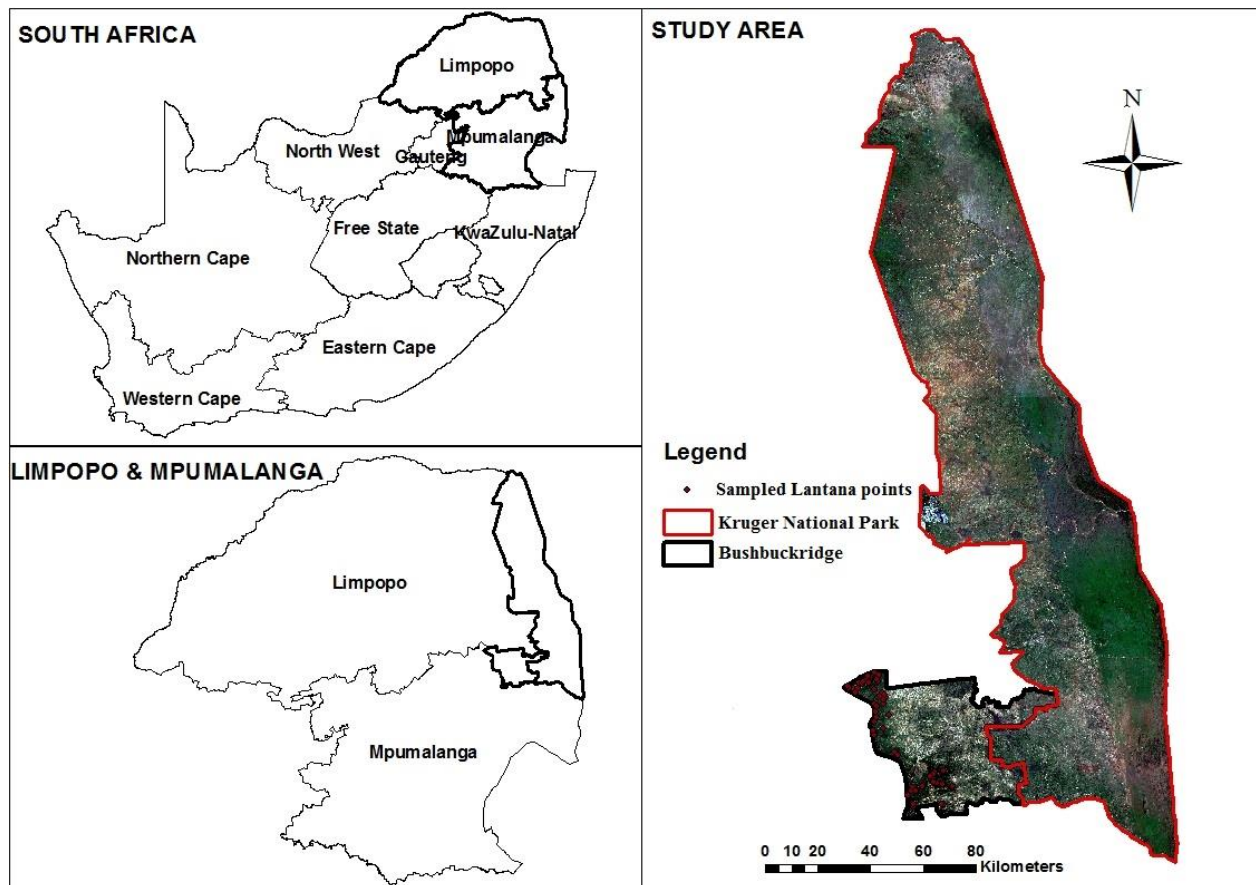 SOUTH AFRICA
Limpopo
Mpumalanga
North West
Gauteng
Free State
KwaZulu-Natal
Northern Cape
Eastern Cape
Western Cape
LIMPOPO & MPUMALANGA
Limpopo
Mpumalanga
STUDY AREA
N
Legend
Sampled Lantana points
Kruger National Park
Bushbuckridge
0 10 20 40 60 80
Kilometers